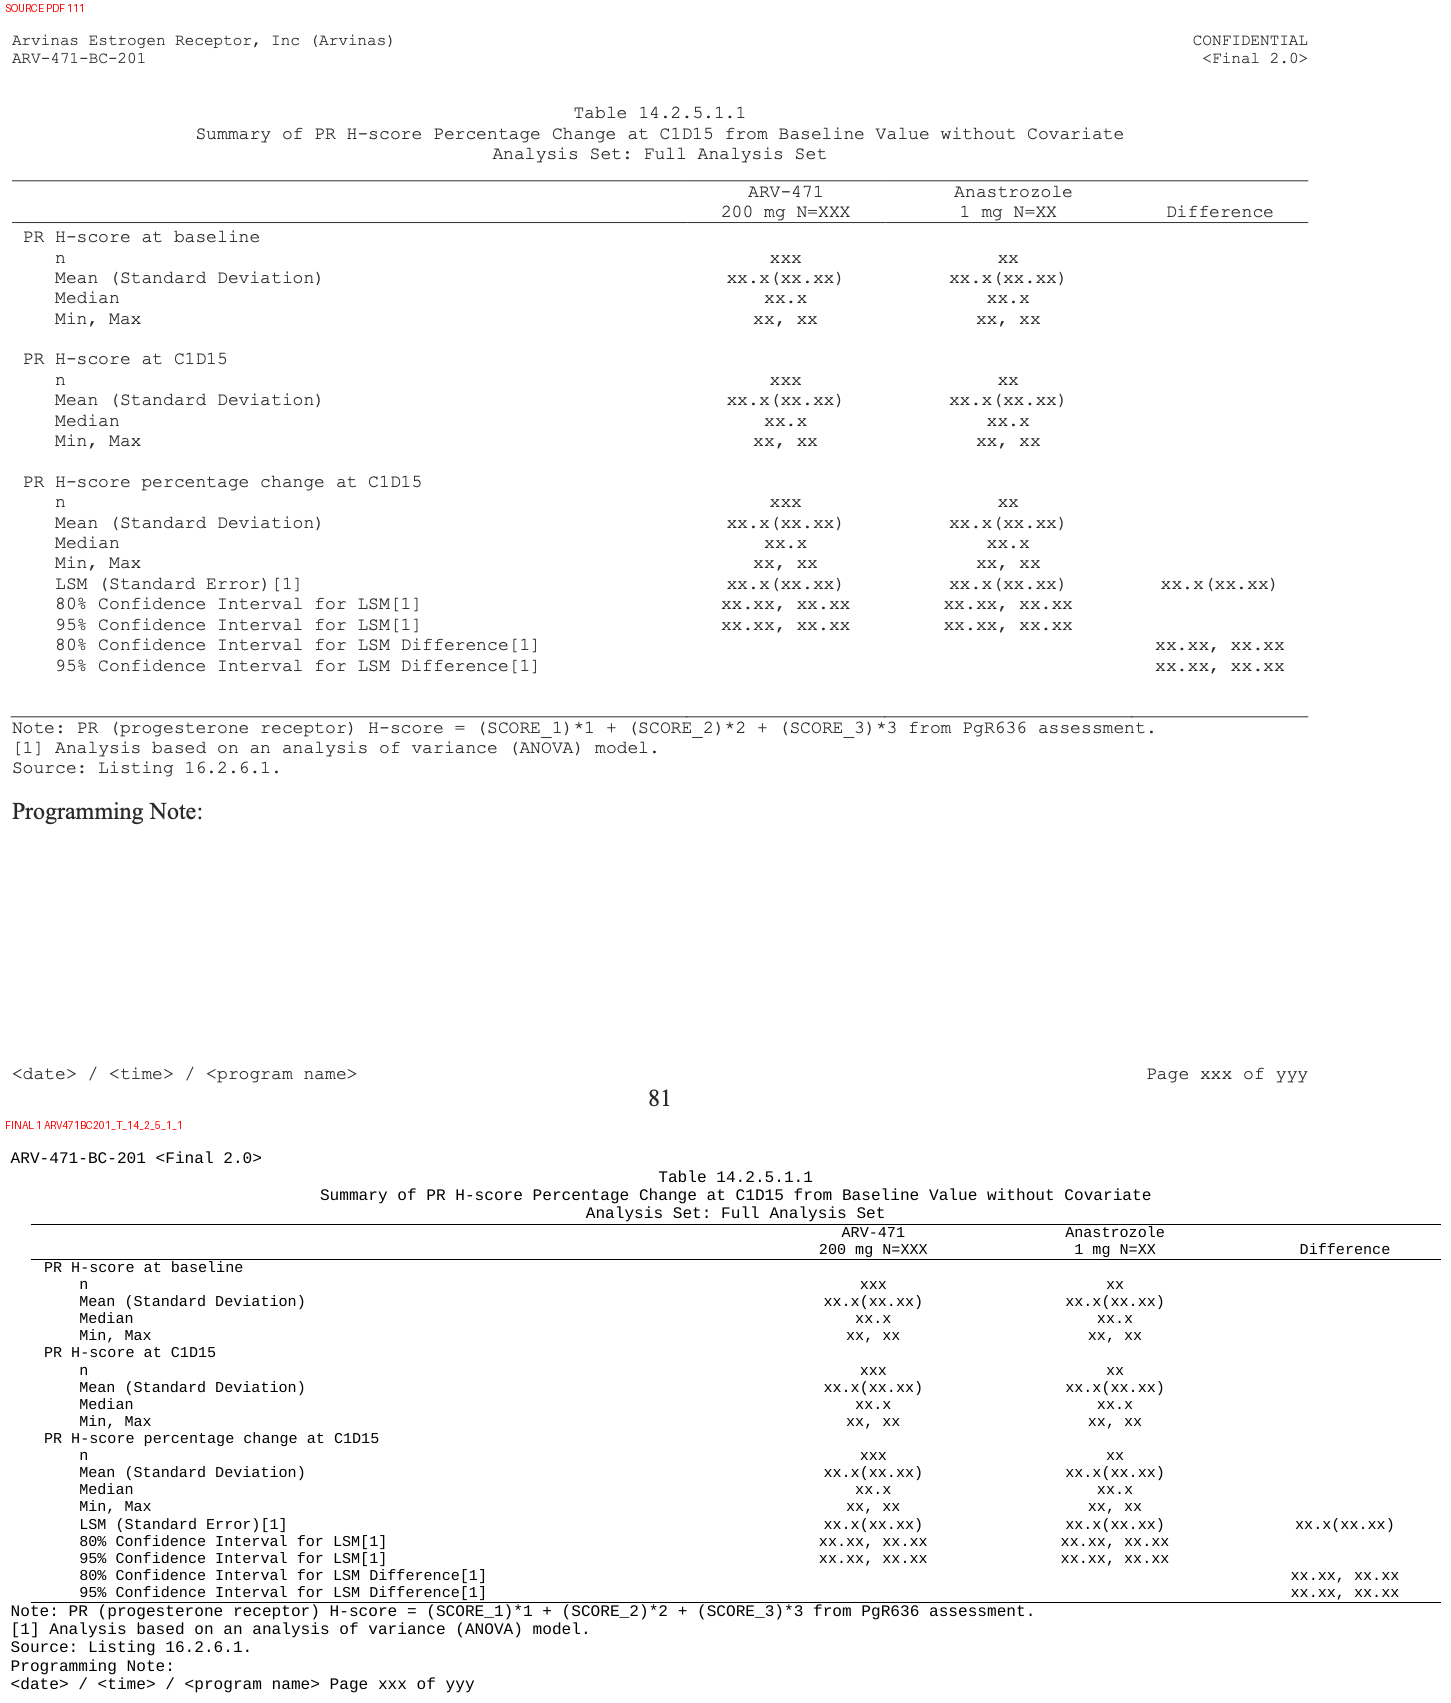 SOURCE PDF 111
Arvinas Estrogen Receptor, Inc (Arvinas) CONFIDENTIAL
ARV-471-BC-201 <Final 2.0>
Table 14.2.5.1.1
Summary of PR H-score Percentage Change at C1D15 from Baseline Value without Covariate
Analysis Set: Full Analysis Set
ARV-471 Anastrozole
200 mg N=XXX 1 mg N=XX Difference
PR H-score at baseline
n xxx xx
Mean (Standard Deviation) xx.x(xx.xx) xx.x(xx.xx)
Median xx.x xx.x
Min, Max xx, xx xx, xx
PR H-score at C1D15
n xxx xx
Mean (Standard Deviation) xx.x(xx.xx) xx.x(xx.xx)
Median xx.x xx.x
Min, Max xx, xx xx, xx
PR H-score percentage change at C1D15
n xxx xx
Mean (Standard Deviation) xx.x(xx.xx) xx.x(xx.xx)
Median xx.x xx.x
Min, Max xx, xx xx, xx
LSM (Standard Error)[1] xx.x(xx.xx) xx.x(xx.xx) xx.x(xx.xx)
80% Confidence Interval for LSM[1] xx.xx, xx.xx xx.xx, xx.xx
95% Confidence Interval for LSM[1] xx.xx, xx.xx xx.xx, xx.xx
80% Confidence Interval for LSM Difference[1] xx.xx, xx.xx
95% Confidence Interval for LSM Difference[1] xx.xx, xx.xx
Note: PR (progesterone receptor) H-score = (SCORE_1)*1 + (SCORE_2)*2 + (SCORE_3)*3 from PgR636 assessment.
[1] Analysis based on an analysis of variance (ANOVA) model.
Source: Listing 16.2.6.1.
Programming Note:
<date> / <time> / <program name> Page xxx of yyy
81
FINAL 1 ARV471BC201_T_14_2_5_1_1
ARV-471-BC-201 <Final 2.0>
Table 14.2.5.1.1
Summary of PR H-score Percentage Change at C1D15 from Baseline Value without Covariate
Analysis Set: Full Analysis Set
ARV-471 Anastrozole
200 mg N=XXX 1 mg N=XX Difference
PR H-score at baseline
n xxx xx
Mean (Standard Deviation) xx.x(xx.xx) xx.x(xx.xx)
Median xx.x xx.x
Min, Max xx, xx xx, xx
PR H-score at C1D15
n xxx xx
Mean (Standard Deviation) xx.x(xx.xx) xx.x(xx.xx)
Median xx.x xx.x
Min, Max xx, xx xx, xx
PR H-score percentage change at C1D15
n xxx xx
Mean (Standard Deviation) xx.x(xx.xx) xx.x(xx.xx)
Median xx.x xx.x
Min, Max xx, xx xx, xx
LSM (Standard Error)[1] xx.x(xx.xx) xx.x(xx.xx) xx.x(xx.xx)
80% Confidence Interval for LSM[1] xx.xx, xx.xx xx.xx, xx.xx
95% Confidence Interval for LSM[1] xx.xx, xx.xx xx.xx, xx.xx
80% Confidence Interval for LSM Difference[1] xx.xx, xx.xx
95% Confidence Interval for LSM Difference[1] xx.xx, xx.xx
Note: PR (progesterone receptor) H-score = (SCORE_1)*1 + (SCORE_2)*2 + (SCORE_3)*3 from PgR636 assessment.
[1] Analysis based on an analysis of variance (ANOVA) model.
Source: Listing 16.2.6.1.
Programming Note:
<date> / <time> / <program name> Page xxx of yyy